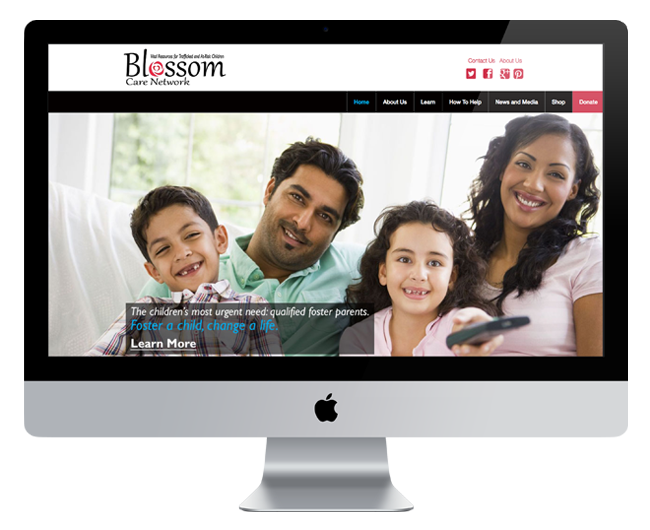 Vital Resources for Trafficked and At-Risk Children
Blossom
Care Network
Contact Us About Us
Home About Us Learn How To Help News and Media Shop Donate
The children's most urgent need: qualified foster parents.
Foster a child, change a life.
Learn More